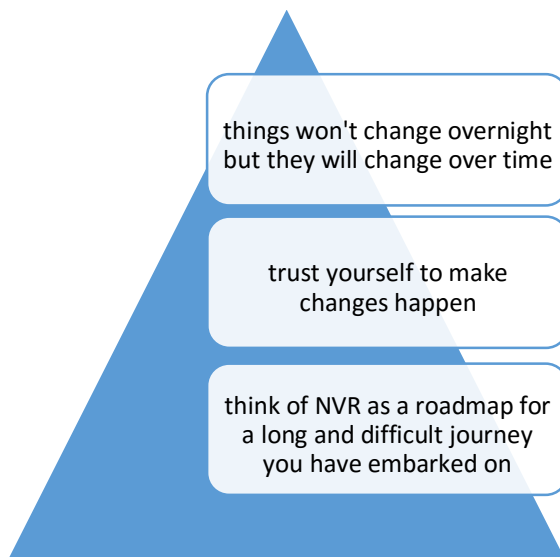 things won't change overnight
but they will change over time
trust yourself to make
changes happen
think of NVR as a roadmap for
a long and difficult journey
you have embarked on